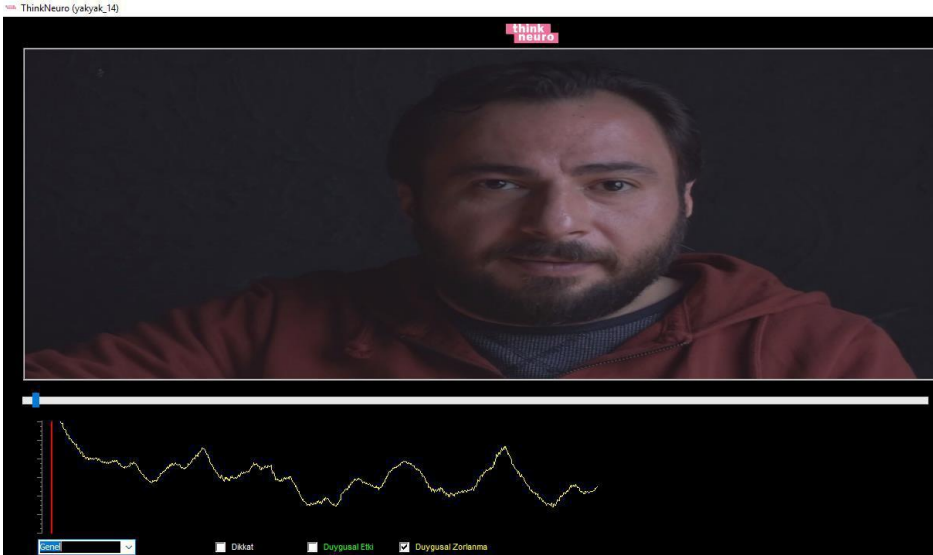 ThinkNeuro (yakyak_14)
think
neuro
Genel
Dikkat
Duygusal Etki
Duygusal Zorlanma